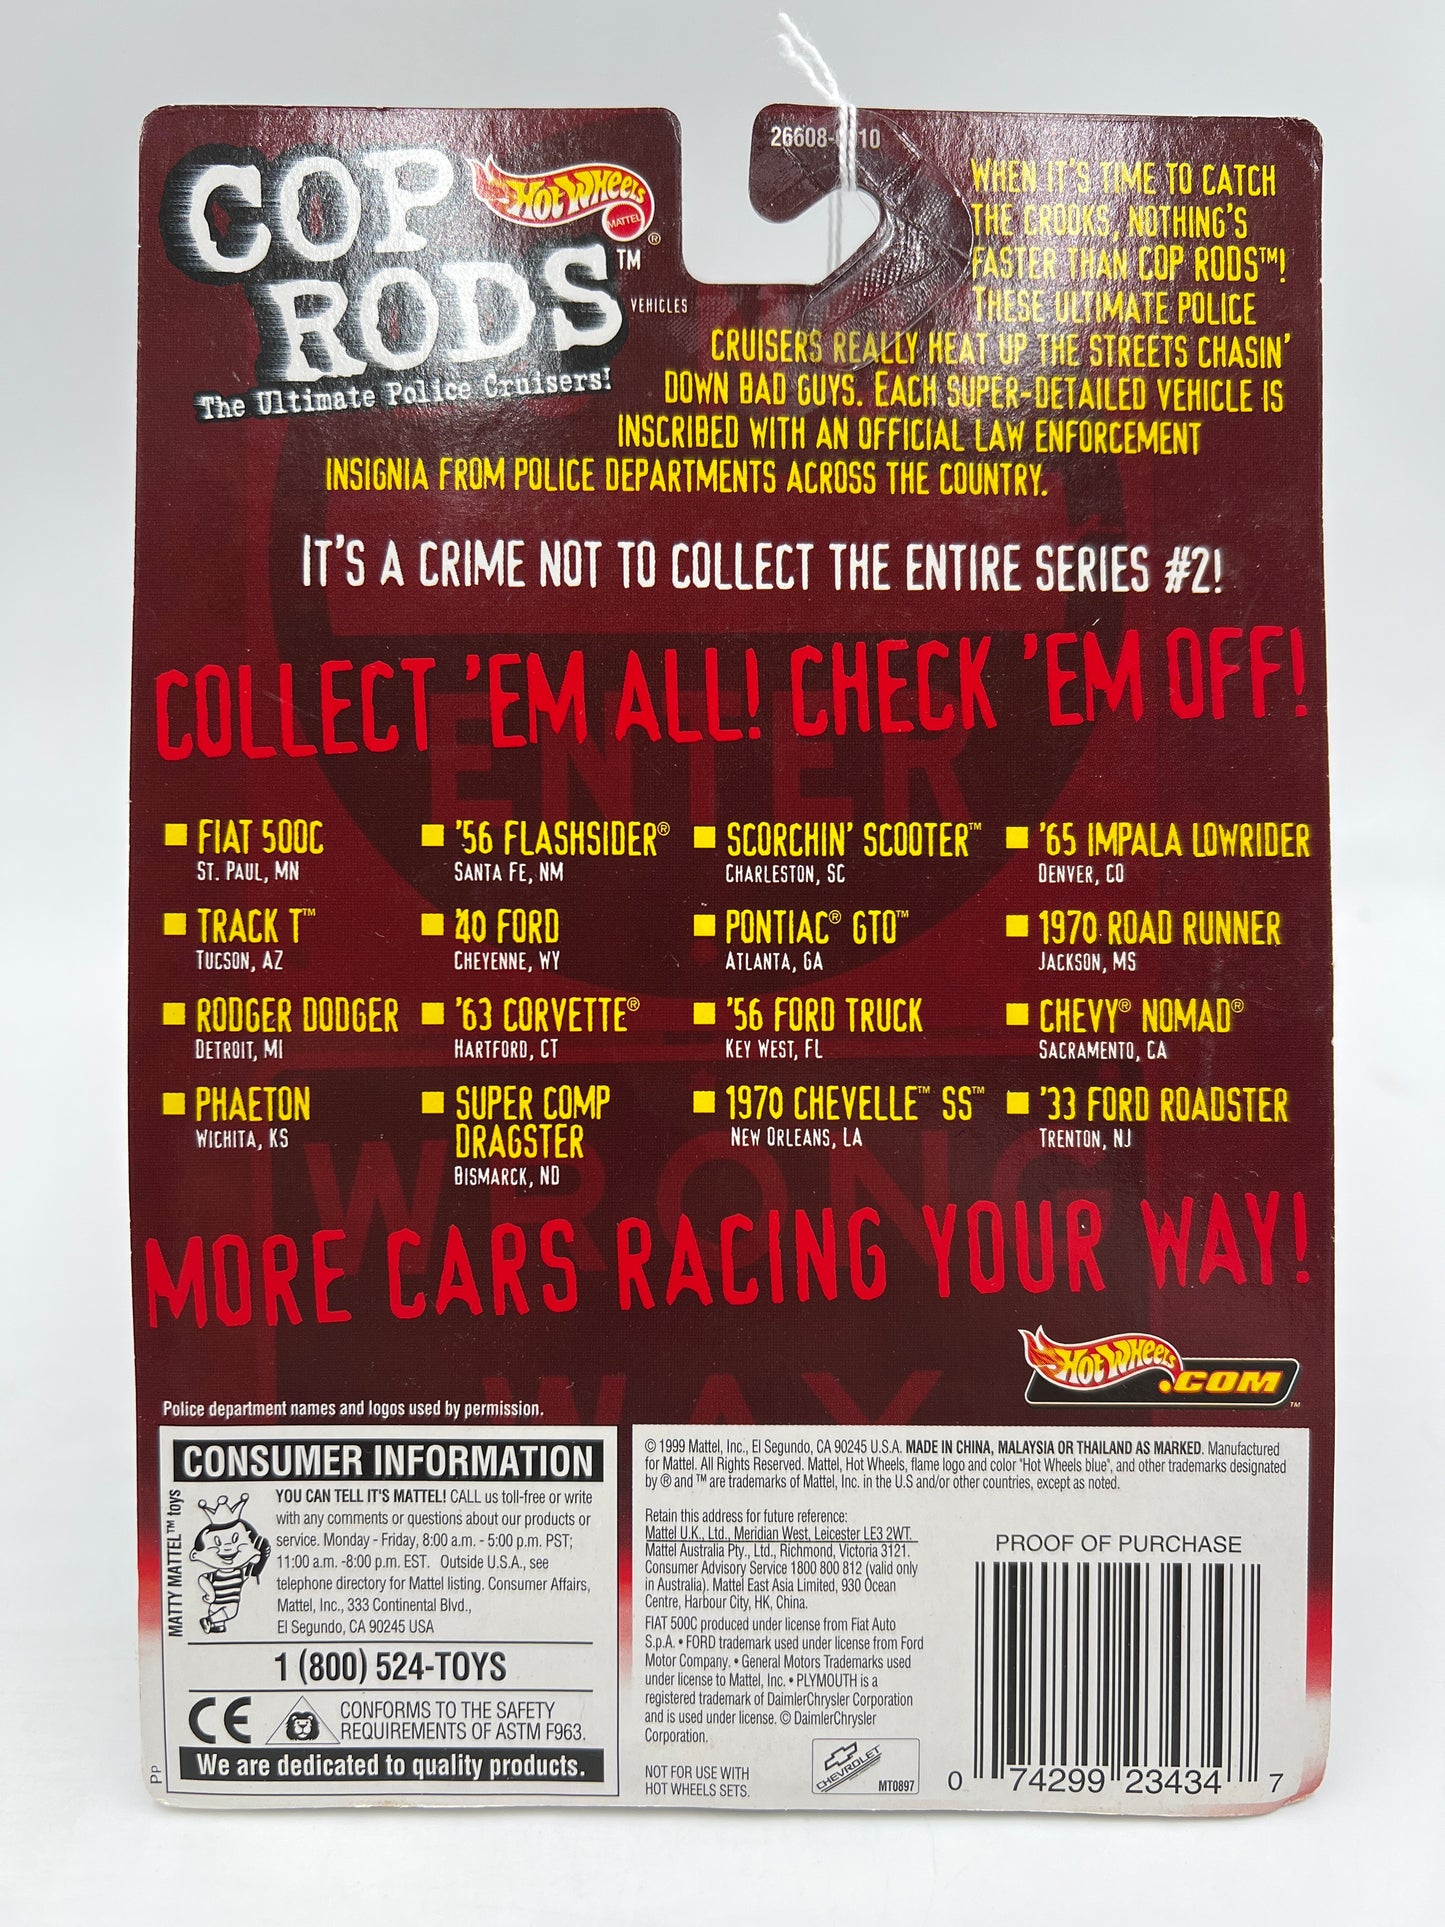 26608-0910
COP
RODS™
HOT WHEELS
MATTEL
®
VEHICLES
The Ultimate Police Cruisers!
WHEN IT'S TIME TO CATCH
THE CROOKS, NOTHING'S
FASTER THAN COP RODS™!
THESE ULTIMATE POLICE
CRUISERS REALLY HEAT UP THE STREETS CHASIN'
DOWN BAD GUYS. EACH SUPER-DETAILED VEHICLE IS
INSCRIBED WITH AN OFFICIAL LAW ENFORCEMENT
INSIGNIA FROM POLICE DEPARTMENTS ACROSS THE COUNTRY.
IT'S A CRIME NOT TO COLLECT THE ENTIRE SERIES #2!
COLLECT 'EM ALL! CHECK 'EM OFF!
ENTER
FIAT 500C
ST. PAUL, MN
TRACK T™
TUCSON, AZ
RODGER DODGER
DETROIT, MI
PHAETON
WICHITA, KS
'56 FLASHSIDER®
SANTA FE, NM
'40 FORD
CHEYENNE, WY
'63 CORVETTE®
HARTFORD, CT
SUPER COMP
DRAGSTER
BISMARCK, ND
SCORCHIN' SCOOTER™
CHARLESTON, SC
PONTIAC® GTO™
ATLANTA, GA
'56 FORD TRUCK
KEY WEST, FL
1970 CHEVELLE™ SS™
NEW ORLEANS, LA
'65 IMPALA LOWRIDER
DENVER, CO
1970 ROAD RUNNER
JACKSON, MS
CHEVY® NOMAD®
SACRAMENTO, CA
'33 FORD ROADSTER
TRENTON, NJ
WRONG
MORE CARS RACING YOUR WAY!
WAY
HOT WHEELS
.COM™
Police department names and logos used by permission.
CONSUMER INFORMATION
MATTY MATTEL™ toys
YOU CAN TELL IT'S MATTEL! CALL us toll-free or write
with any comments or questions about our products or
service. Monday - Friday, 8:00 a.m. - 5:00 p.m. PST;
11:00 a.m. -8:00 p.m. EST. Outside U.S.A., see
telephone directory for Mattel listing. Consumer Affairs,
Mattel, Inc., 333 Continental Blvd.,
El Segundo, CA 90245 USA
1 (800) 524-TOYS
CE
CONFORMS TO THE SAFETY
REQUIREMENTS OF ASTM F963.
We are dedicated to quality products.
PP
© 1999 Mattel, Inc., El Segundo, CA 90245 U.S.A. MADE IN CHINA, MALAYSIA OR THAILAND AS MARKED. Manufactured
for Mattel. All Rights Reserved. Mattel, Hot Wheels, flame logo and color "Hot Wheels blue", and other trademarks designated
by ® and ™ are trademarks of Mattel, Inc. in the U.S and/or other countries, except as noted.
Retain this address for future reference:
Mattel U.K., Ltd., Meridian West, Leicester LE3 2WT.
Mattel Australia Pty., Ltd., Richmond, Victoria 3121.
Consumer Advisory Service 1800 800 812 (valid only
in Australia). Mattel East Asia Limited, 930 Ocean
Centre, Harbour City, HK, China.
FIAT 500C produced under license from Fiat Auto
S.p.A. • FORD trademark used under license from Ford
Motor Company. • General Motors Trademarks used
under license to Mattel, Inc. • PLYMOUTH is a
registered trademark of DaimlerChrysler Corporation
and is used under license. © DaimlerChrysler
Corporation.
NOT FOR USE WITH
HOT WHEELS SETS.
CHEVROLET
MT0897
PROOF OF PURCHASE
0 74299 23434 7